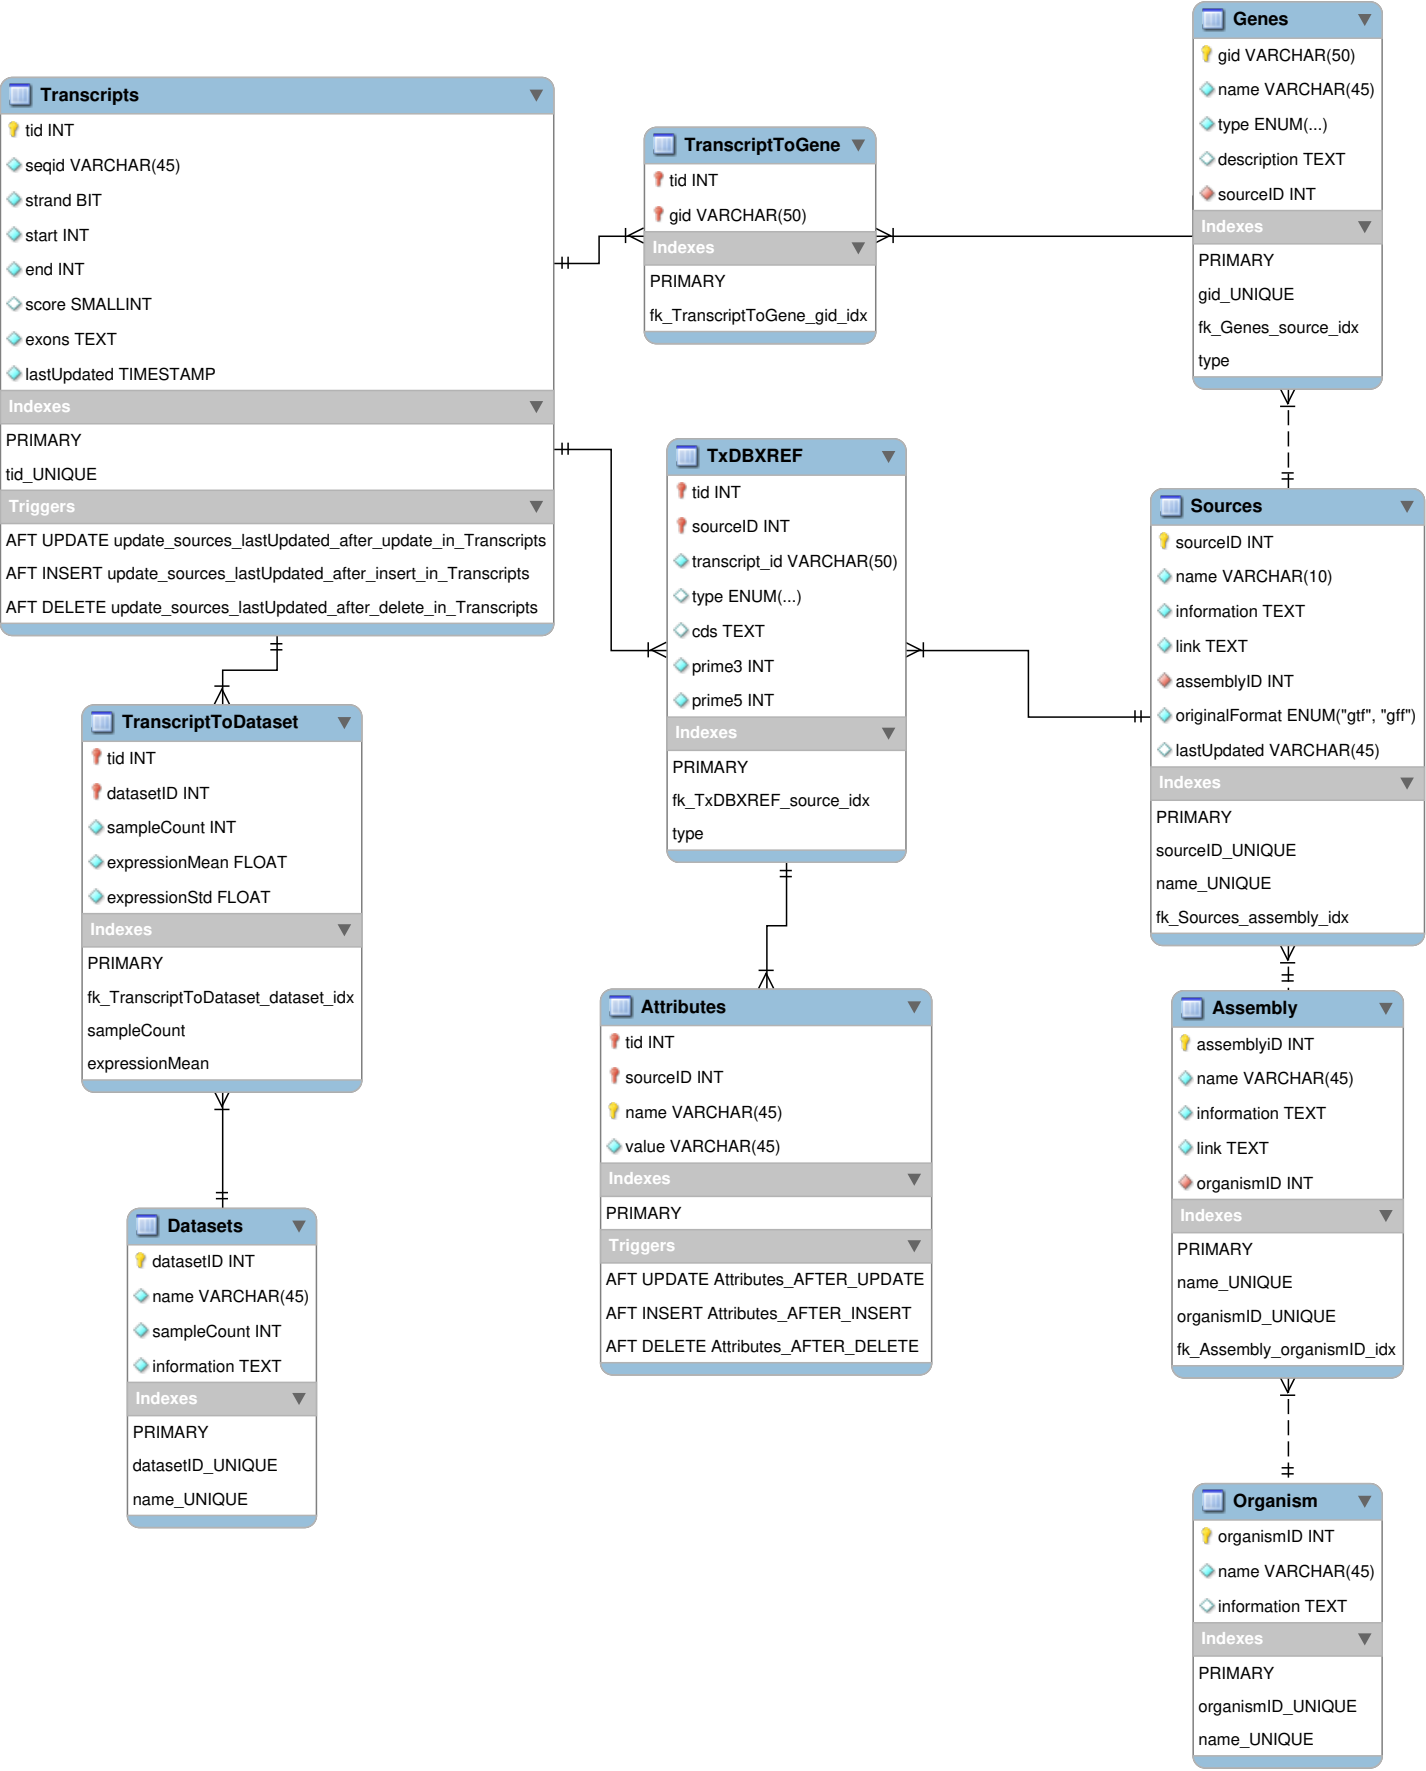 Transcripts
tid INT
seqid VARCHAR(45)
strand BIT
start INT
end INT
score SMALLINT
exons TEXT
lastUpdated TIMESTAMP
Indexes
PRIMARY
tid_UNIQUE
Triggers
AFT UPDATE update_sources_lastUpdated_after_update_in_Transcripts
AFT INSERT update_sources_lastUpdated_after_insert_in_Transcripts
AFT DELETE update_sources_lastUpdated_after_delete_in_Transcripts
TranscriptToGene
tid INT
gid VARCHAR(50)
Indexes
PRIMARY
fk_TranscriptToGene_gid_idx
Genes
gid VARCHAR(50)
name VARCHAR(45)
type ENUM(...)
description TEXT
sourceID INT
Indexes
PRIMARY
gid_UNIQUE
fk_Genes_source_idx
type
TxDBXREF
tid INT
sourceID INT
transcript_id VARCHAR(50)
type ENUM(...)
cds TEXT
prime3 INT
prime5 INT
Indexes
PRIMARY
fk_TxDBXREF_source_idx
type
Sources
sourceID INT
name VARCHAR(10)
information TEXT
link TEXT
assemblyID INT
originalFormat ENUM("gtf", "gff")
lastUpdated VARCHAR(45)
Indexes
PRIMARY
sourceID_UNIQUE
name_UNIQUE
fk_Sources_assembly_idx
TranscriptToDataset
tid INT
datasetID INT
sampleCount INT
expressionMean FLOAT
expressionStd FLOAT
Indexes
PRIMARY
fk_TranscriptToDataset_dataset_idx
sampleCount
expressionMean
Attributes
tid INT
sourceID INT
name VARCHAR(45)
value VARCHAR(45)
Indexes
PRIMARY
Triggers
AFT UPDATE Attributes_AFTER_UPDATE
AFT INSERT Attributes_AFTER_INSERT
AFT DELETE Attributes_AFTER_DELETE
Assembly
assemblyiD INT
name VARCHAR(45)
information TEXT
link TEXT
organismID INT
Indexes
PRIMARY
name_UNIQUE
organismID_UNIQUE
fk_Assembly_organismID_idx
Datasets
datasetID INT
name VARCHAR(45)
sampleCount INT
information TEXT
Indexes
PRIMARY
datasetID_UNIQUE
name_UNIQUE
Organism
organismID INT
name VARCHAR(45)
information TEXT
Indexes
PRIMARY
organismID_UNIQUE
name_UNIQUE